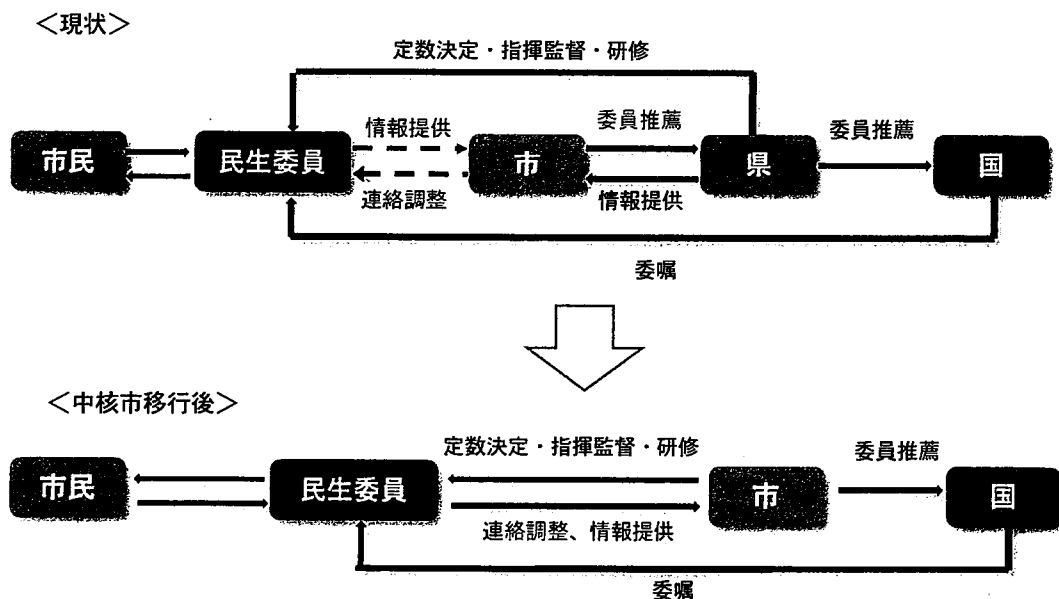 ＜現状＞
定数決定・指揮監督・研修
市民
民生委員
情報提供
連絡調整
市
委員推薦
情報提供
県
委員推薦
国
委嘱
＜中核市移行後＞
定数決定・指揮監督・研修
市民
民生委員
連絡調整、情報提供
市
委員推薦
国
委嘱